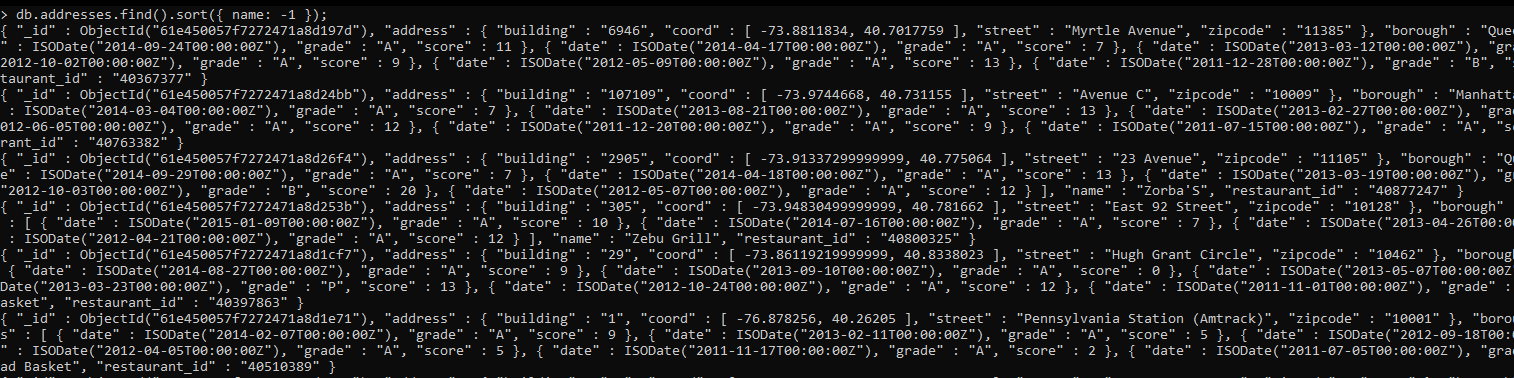 > db.addresses.find().sort({ name: -1 });
{ "_id" : ObjectId("61e450057f7272471a8d197d"), "address" : { "building" : "6946", "coord" : [ -73.8811834, 40.7017759 ], "street" : "Myrtle Avenue", "zipcode" : "11385" }, "borough" : "Que
" : ISODate("2014-09-24T00:00:00Z"), "grade" : "A", "score" : 11 }, { "date" : ISODate("2014-04-17T00:00:00Z"), "grade" : "A", "score" : 7 }, { "date" : ISODate("2013-03-12T00:00:00Z"), "gra
2012-10-02T00:00:00Z"), "grade" : "A", "score" : 9 }, { "date" : ISODate("2012-05-09T00:00:00Z"), "grade" : "A", "score" : 13 }, { "date" : ISODate("2011-12-28T00:00:00Z"), "grade" : "B", "s
taurant_id" : "40367377" }
{ "_id" : ObjectId("61e450057f7272471a8d24bb"), "address" : { "building" : "107109", "coord" : [ -73.9744668, 40.731155 ], "street" : "Avenue C", "zipcode" : "10009" }, "borough" : "Manhatta
: ISODate("2014-03-04T00:00:00Z"), "grade" : "A", "score" : 7 }, { "date" : ISODate("2013-08-21T00:00:00Z"), "grade" : "A", "score" : 13 }, { "date" : ISODate("2013-02-27T00:00:00Z"), "grade
012-06-05T00:00:00Z"), "grade" : "A", "score" : 12 }, { "date" : ISODate("2011-12-20T00:00:00Z"), "grade" : "A", "score" : 9 }, { "date" : ISODate("2011-07-15T00:00:00Z"), "grade" : "A", "sc
rant_id" : "40763382" }
{ "_id" : ObjectId("61e450057f7272471a8d26f4"), "address" : { "building" : "2905", "coord" : [ -73.91337299999999, 40.775064 ], "street" : "23 Avenue", "zipcode" : "11105" }, "borough" : "Qu
e" : ISODate("2014-09-29T00:00:00Z"), "grade" : "A", "score" : 7 }, { "date" : ISODate("2014-04-18T00:00:00Z"), "grade" : "A", "score" : 13 }, { "date" : ISODate("2013-03-19T00:00:00Z"), "gr
"2012-10-03T00:00:00Z"), "grade" : "B", "score" : 20 }, { "date" : ISODate("2012-05-07T00:00:00Z"), "grade" : "A", "score" : 12 } ], "name" : "Zorba'S", "restaurant_id" : "40877247" }
{ "_id" : ObjectId("61e450057f7272471a8d253b"), "address" : { "building" : "305", "coord" : [ -73.94830499999999, 40.781662 ], "street" : "East 92 Street", "zipcode" : "10128" }, "borough"
: [ { "date" : ISODate("2015-01-09T00:00:00Z"), "grade" : "A", "score" : 10 }, { "date" : ISODate("2014-07-16T00:00:00Z"), "grade" : "A", "score" : 7 }, { "date" : ISODate("2013-04-26T00:00
: ISODate("2012-04-21T00:00:00Z"), "grade" : "A", "score" : 12 } ], "name" : "Zebu Grill", "restaurant_id" : "40800325" }
{ "_id" : ObjectId("61e450057f7272471a8d1cf7"), "address" : { "building" : "29", "coord" : [ -73.86119219999999, 40.8338023 ], "street" : "Hugh Grant Circle", "zipcode" : "10462" }, "boroug
{ "date" : ISODate("2014-08-27T00:00:00Z"), "grade" : "A", "score" : 9 }, { "date" : ISODate("2013-09-10T00:00:00Z"), "grade" : "A", "score" : 0 }, { "date" : ISODate("2013-05-07T00:00:00Z"
Date("2013-03-23T00:00:00Z"), "grade" : "P", "score" : 13 }, { "date" : ISODate("2012-10-24T00:00:00Z"), "grade" : "A", "score" : 12 }, { "date" : ISODate("2011-11-01T00:00:00Z"), "grade" :
asket", "restaurant_id" : "40397863" }
{ "_id" : ObjectId("61e450057f7272471a8d1e71"), "address" : { "building" : "1", "coord" : [ -76.878256, 40.26205 ], "street" : "Pennsylvania Station (Amtrack)", "zipcode" : "10001" }, "borou
s" : [ { "date" : ISODate("2014-02-07T00:00:00Z"), "grade" : "A", "score" : 9 }, { "date" : ISODate("2013-02-11T00:00:00Z"), "grade" : "A", "score" : 5 }, { "date" : ISODate("2012-09-18T00:0
" : ISODate("2012-04-05T00:00:00Z"), "grade" : "A", "score" : 5 }, { "date" : ISODate("2011-11-17T00:00:00Z"), "grade" : "A", "score" : 2 }, { "date" : ISODate("2011-07-05T00:00:00Z"), "grad
ad Basket", "restaurant_id" : "40510389" }